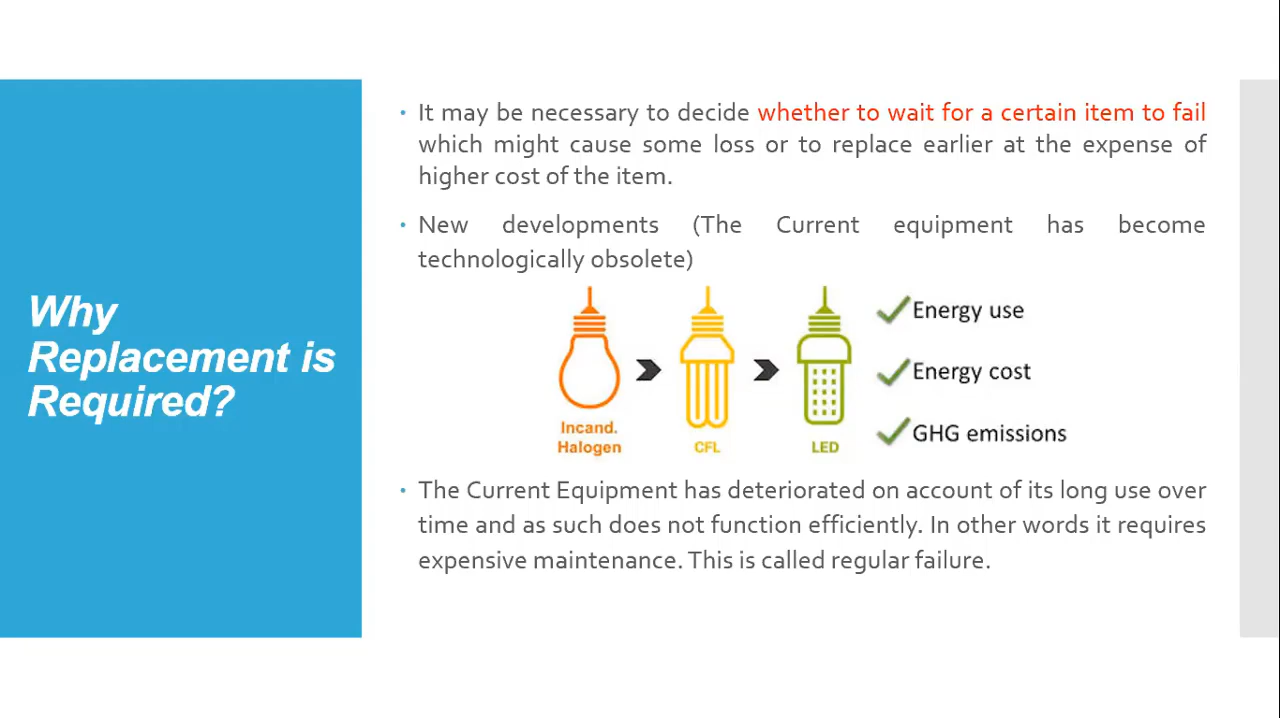 Why
Replacement is
Required?
It may be necessary to decide whether to wait for a certain item to fail
which might cause some loss or to replace earlier at the expense of
higher cost of the item.
New developments (The Current equipment has become
technologically obsolete)
Incand.
Halogen
CFL
LED
Energy use
Energy cost
GHG emissions
The Current Equipment has deteriorated on account of its long use over
time and as such does not function efficiently. In other words it requires
expensive maintenance. This is called regular failure.